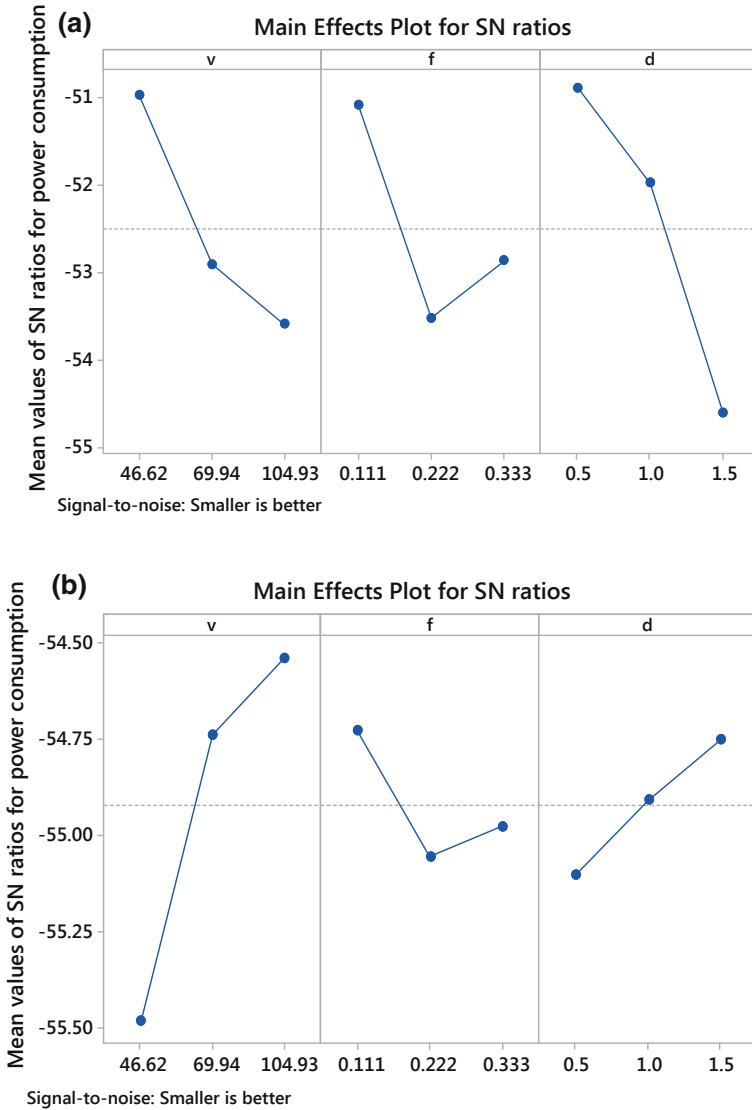 (a)
Main Effects Plot for SN ratios
v f d
Mean values of SN ratios for power consumption
-51
-52
-53
-54
-55
46.62 69.94 104.93 0.111 0.222 0.333 0.5 1.0 1.5
Signal-to-noise: Smaller is better
(b)
Main Effects Plot for SN ratios
v f d
Mean values of SN ratios for power consumption
-54.50
-54.75
-55.00
-55.25
-55.50
46.62 69.94 104.93 0.111 0.222 0.333 0.5 1.0 1.5
Signal-to-noise: Smaller is better